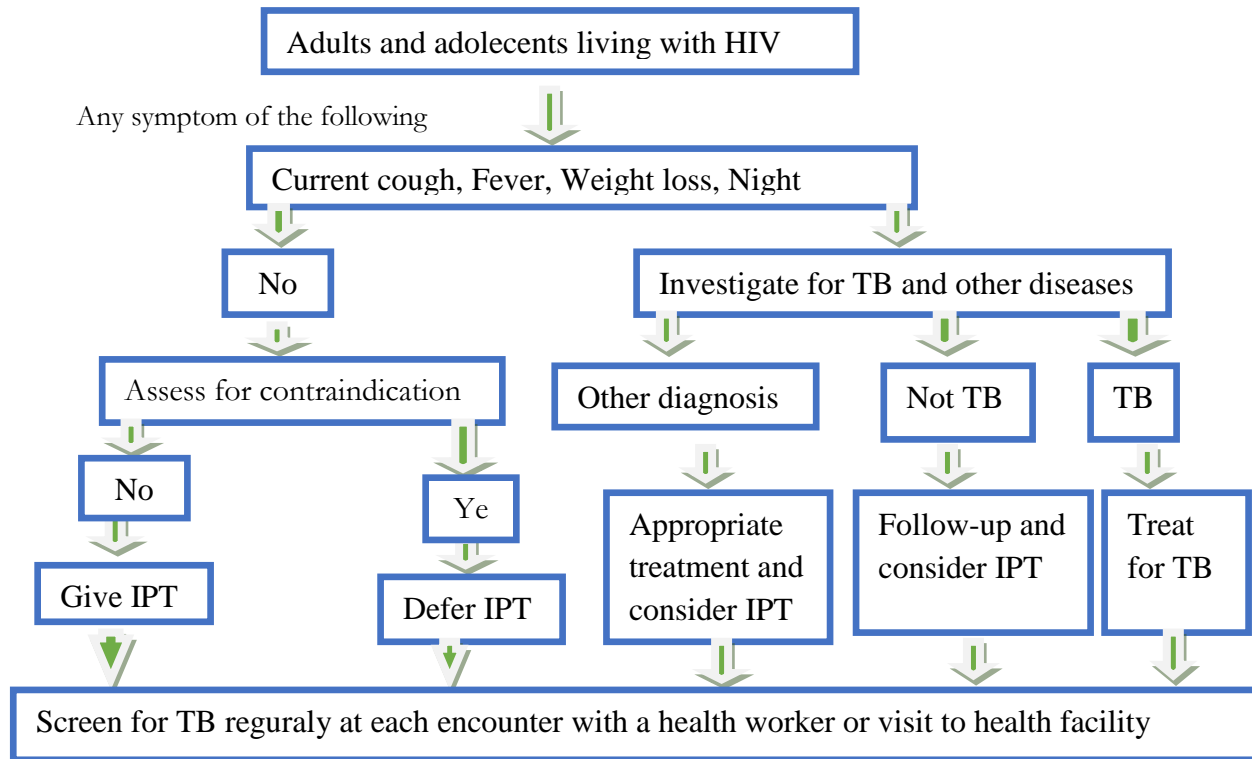 Adults and adolecents living with HIV
Any symptom of the following
Current cough, Fever, Weight loss, Night
No
Investigate for TB and other diseases
Assess for contraindication
Other diagnosis
Not TB
TB
No
Ye
Appropriate
treatment and
consider IPT
Follow-up and
consider IPT
Treat
for TB
Give IPT
Defer IPT
Screen for TB reguraly at each encounter with a health worker or visit to health facility